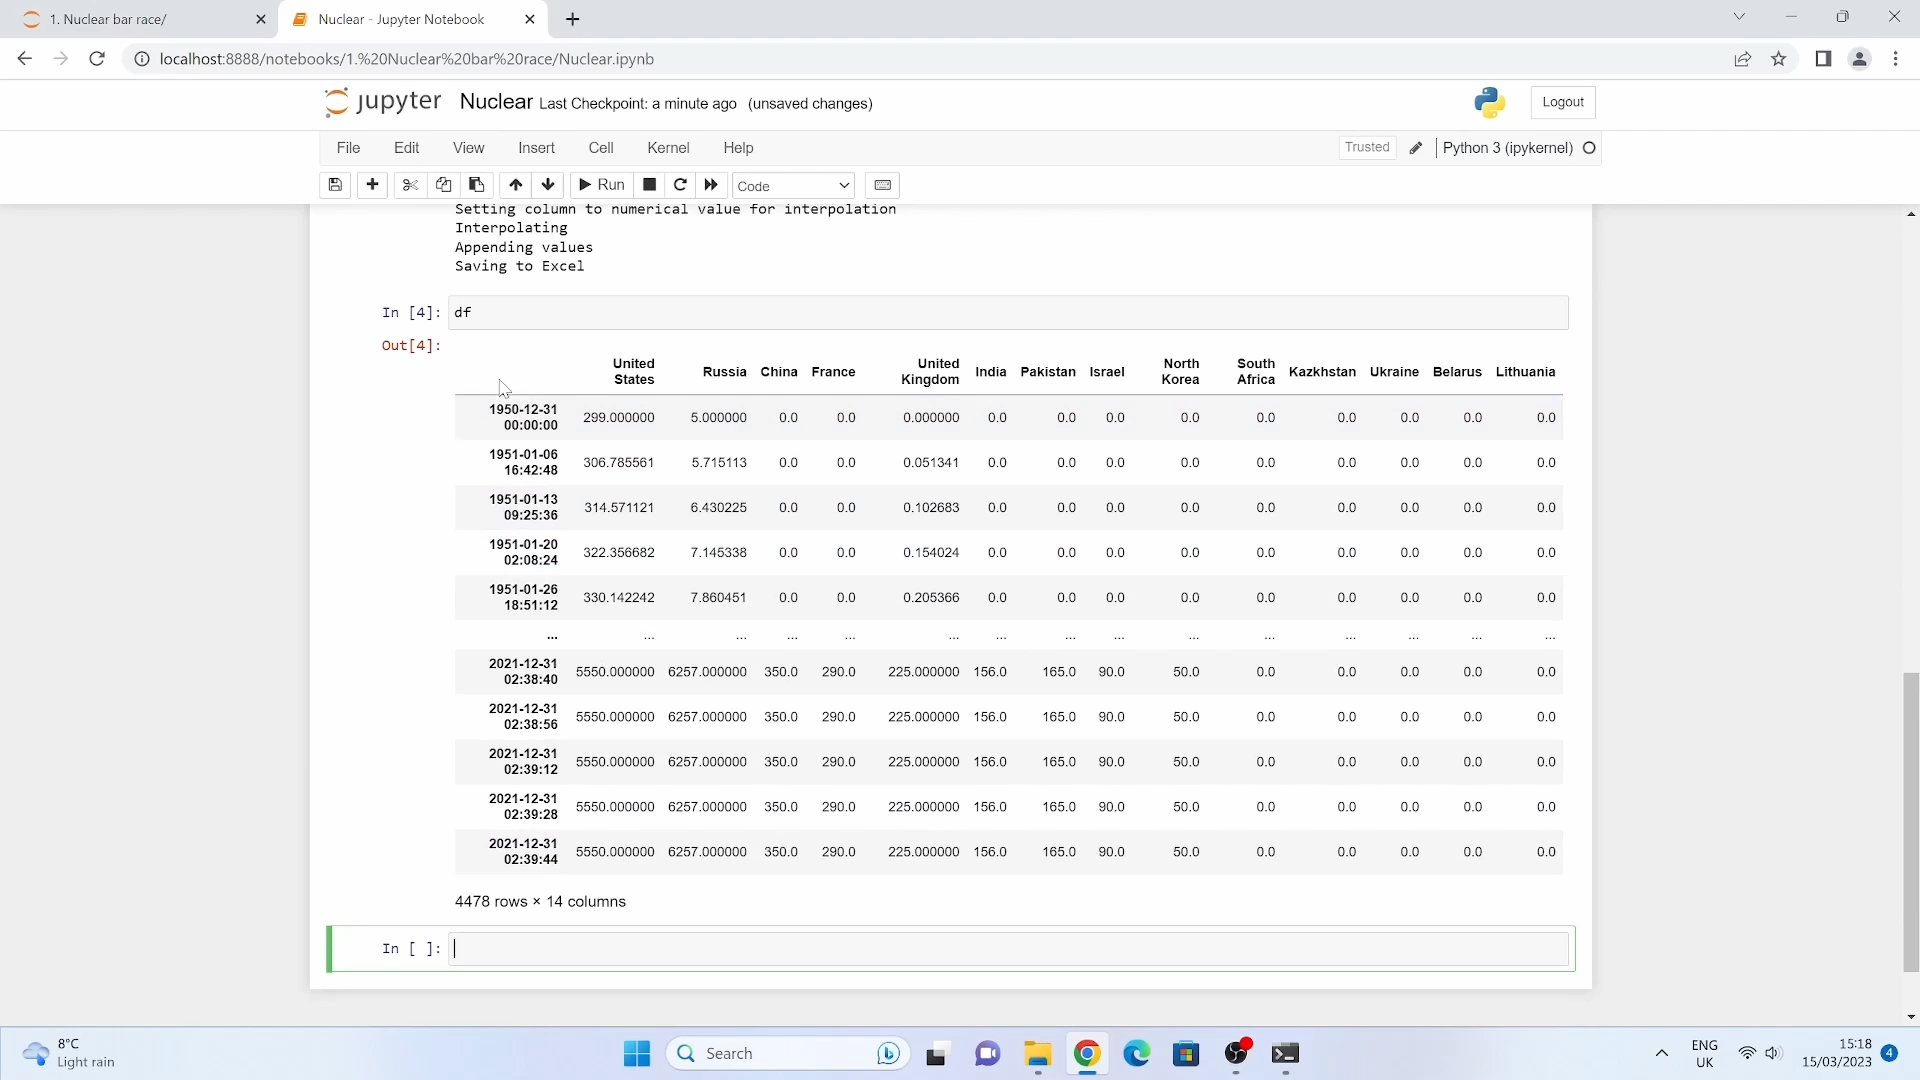 1. Nuclear bar race/
Nuclear - Jupyter Notebook
localhost:8888/notebooks/1.%20Nuclear%20bar%20race/Nuclear.ipynb
jupyter Nuclear Last Checkpoint: a minute ago (unsaved changes)
Logout
File Edit View Insert Cell Kernel Help
Trusted Python 3 (ipykernel)
Run Code
Setting column to numerical value for interpolation
Interpolating
Appending values
Saving to Excel
In [4]: df
Out[4]:
United States Russia China France United Kingdom India Pakistan Israel North Korea South Africa Kazkhstan Ukraine Belarus Lithuania
1950-12-31 00:00:00 299.000000 5.000000 0.0 0.0 0.000000 0.0 0.0 0.0 0.0 0.0 0.0 0.0 0.0 0.0
1951-01-06 16:42:48 306.785561 5.715113 0.0 0.0 0.051341 0.0 0.0 0.0 0.0 0.0 0.0 0.0 0.0 0.0
1951-01-13 09:25:36 314.571121 6.430225 0.0 0.0 0.102683 0.0 0.0 0.0 0.0 0.0 0.0 0.0 0.0 0.0
1951-01-20 02:08:24 322.356682 7.145338 0.0 0.0 0.154024 0.0 0.0 0.0 0.0 0.0 0.0 0.0 0.0 0.0
1951-01-26 18:51:12 330.142242 7.860451 0.0 0.0 0.205366 0.0 0.0 0.0 0.0 0.0 0.0 0.0 0.0 0.0
... ... ... ... ... ... ... ... ... ... ... ... ... ... ...
2021-12-31 02:38:40 5550.000000 6257.000000 350.0 290.0 225.000000 156.0 165.0 90.0 50.0 0.0 0.0 0.0 0.0 0.0
2021-12-31 02:38:56 5550.000000 6257.000000 350.0 290.0 225.000000 156.0 165.0 90.0 50.0 0.0 0.0 0.0 0.0 0.0
2021-12-31 02:39:12 5550.000000 6257.000000 350.0 290.0 225.000000 156.0 165.0 90.0 50.0 0.0 0.0 0.0 0.0 0.0
2021-12-31 02:39:28 5550.000000 6257.000000 350.0 290.0 225.000000 156.0 165.0 90.0 50.0 0.0 0.0 0.0 0.0 0.0
2021-12-31 02:39:44 5550.000000 6257.000000 350.0 290.0 225.000000 156.0 165.0 90.0 50.0 0.0 0.0 0.0 0.0 0.0
4478 rows × 14 columns
In [ ]:
8°C
Light rain
Search
ENG
UK
15:18
15/03/2023
4